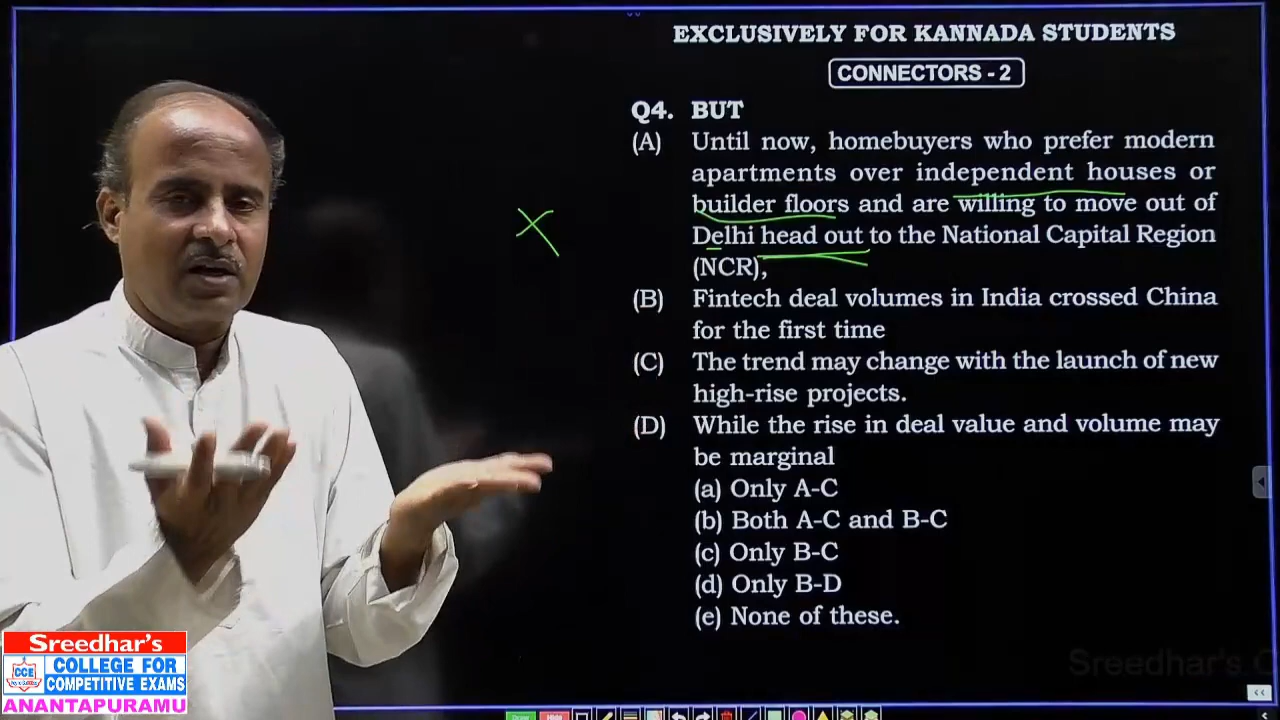 EXCLUSIVELY FOR KANNADA STUDENTS
CONNECTORS - 2
Q4. BUT
(A) Until now, homebuyers who prefer modern
apartments over independent houses or
builder floors and are willing to move out of
Delhi head out to the National Capital Region
(NCR),
(B) Fintech deal volumes in India crossed China
for the first time
(C) The trend may change with the launch of new
high-rise projects.
(D) While the rise in deal value and volume may
be marginal
(a) Only A-C
(b) Both A-C and B-C
(c) Only B-C
(d) Only B-D
(e) None of these.
Sreedhar's
CCE
COLLEGE FOR
COMPETITIVE EXAMS
ANANTAPURAMU
Sreedhar's C